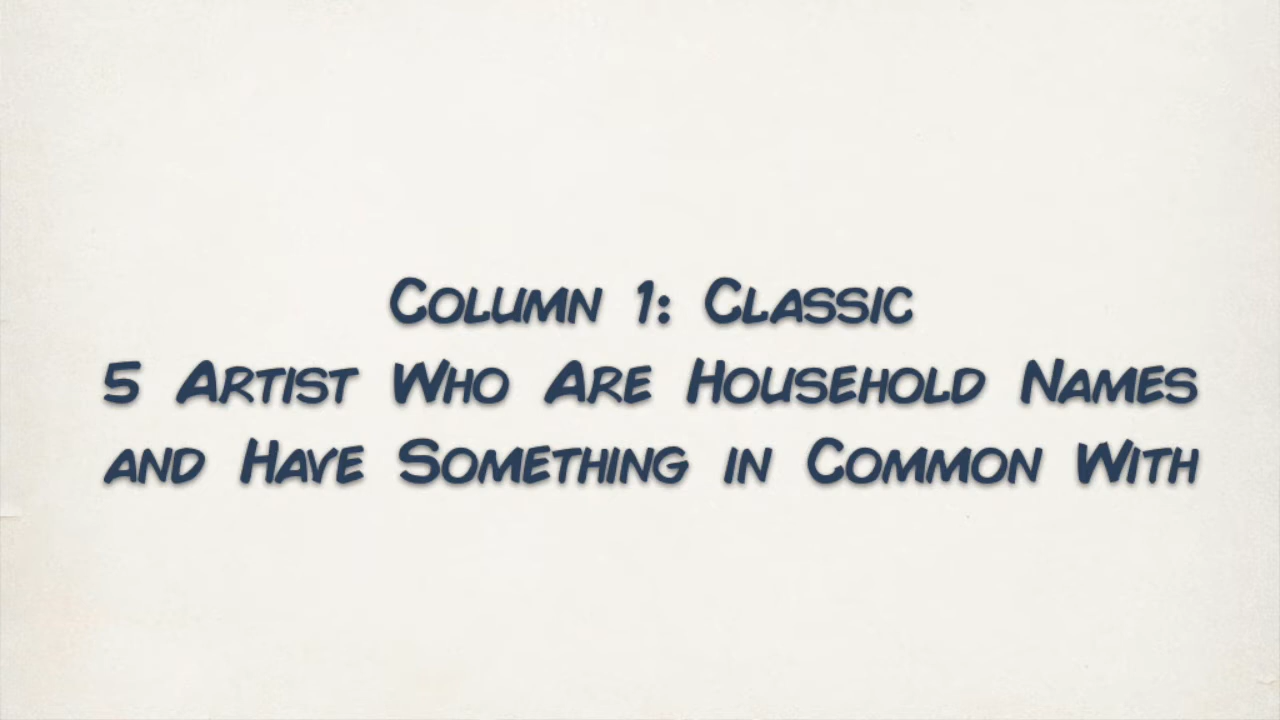 Column 1: Classic
5 Artist Who Are Household Names
and Have Something in Common With